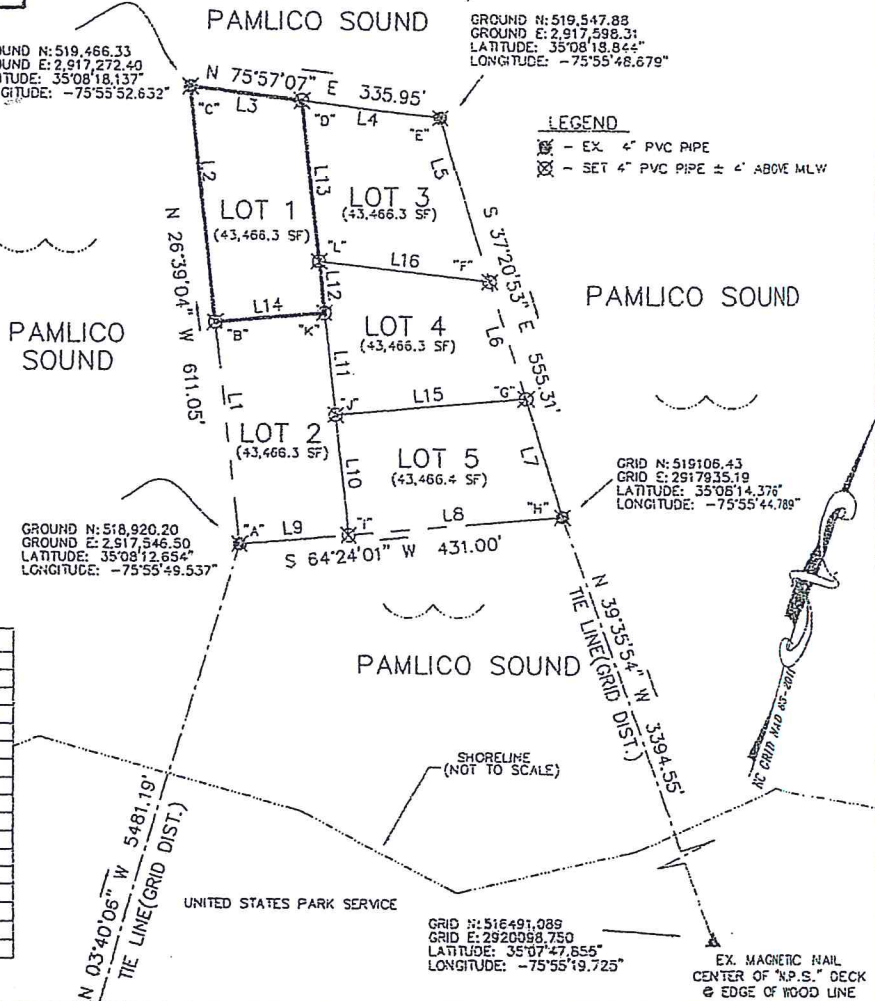 PAMLICO SOUND
UND N: 519,466.33
UND E: 2,917,272.40
TUDE: 35°08'18.137"
GITUDE: -75°55'52.632"
GROUND N: 519,547.88
GROUND E: 2,917,598.31
LATITUDE: 35°08'18.844"
LONGITUDE: -75°55'48.679"
N 75°57'07" E 335.95'
"C"
L3
"D"
L4
"E"
LEGEND
- EX. 4" PVC PIPE
- SET 4" PVC PIPE ± 4' ABOVE MLW
L2
L13
L5
LOT 1
(43,466.3 SF)
LOT 3
(43,466.3 SF)
N 26°39'04" W 611.05'
S 37°20'53" E 555.31'
"L"
L16
"F"
PAMLICO SOUND
PAMLICO
SOUND
L12
L14
"B"
"K"
LOT 4
(43,466.3 SF)
L6
L11
L1
"J"
L15
"G"
LOT 2
(43,466.3 SF)
LOT 5
(43,466.4 SF)
L10
L7
GRID N: 519106.43
GRID E: 2917935.19
LATITUDE: 35°08'14.376"
LONGITUDE: -75°55'44.789"
GROUND N: 518,920.20
GROUND E: 2,917,546.50
LATITUDE: 35°08'12.654"
LONGITUDE: -75°55'49.537"
"A"
L9
"I"
L8
"H"
S 64°24'01" W 431.00'
N 39°35'54" W 3394.55'
TIE LINE(GRID DIST.)
NC GRID NAD 83-2011
PAMLICO SOUND
SHORELINE
(NOT TO SCALE)
N 03°40'06" W 5481.19'
TIE LINE(GRID DIST.)
UNITED STATES PARK SERVICE
GRID N: 516491.089
GRID E: 2920098.750
LATITUDE: 35°07'47.855"
LONGITUDE: -75°55'19.725"
EX. MAGNETIC NAIL
CENTER OF "N.P.S." DECK
@ EDGE OF WOOD LINE